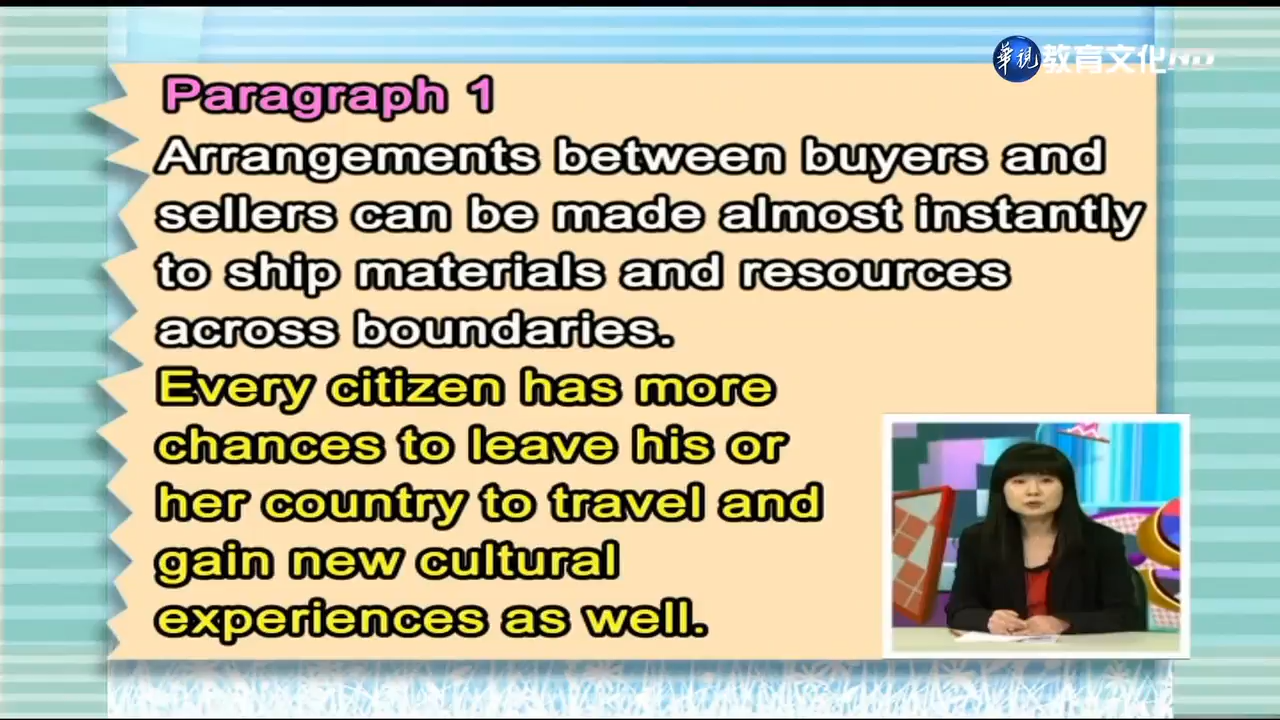 華視 教育文化HD
Paragraph 1
Arrangements between buyers and
sellers can be made almost instantly
to ship materials and resources
across boundaries.
Every citizen has more
chances to leave his or
her country to travel and
gain new cultural
experiences as well.